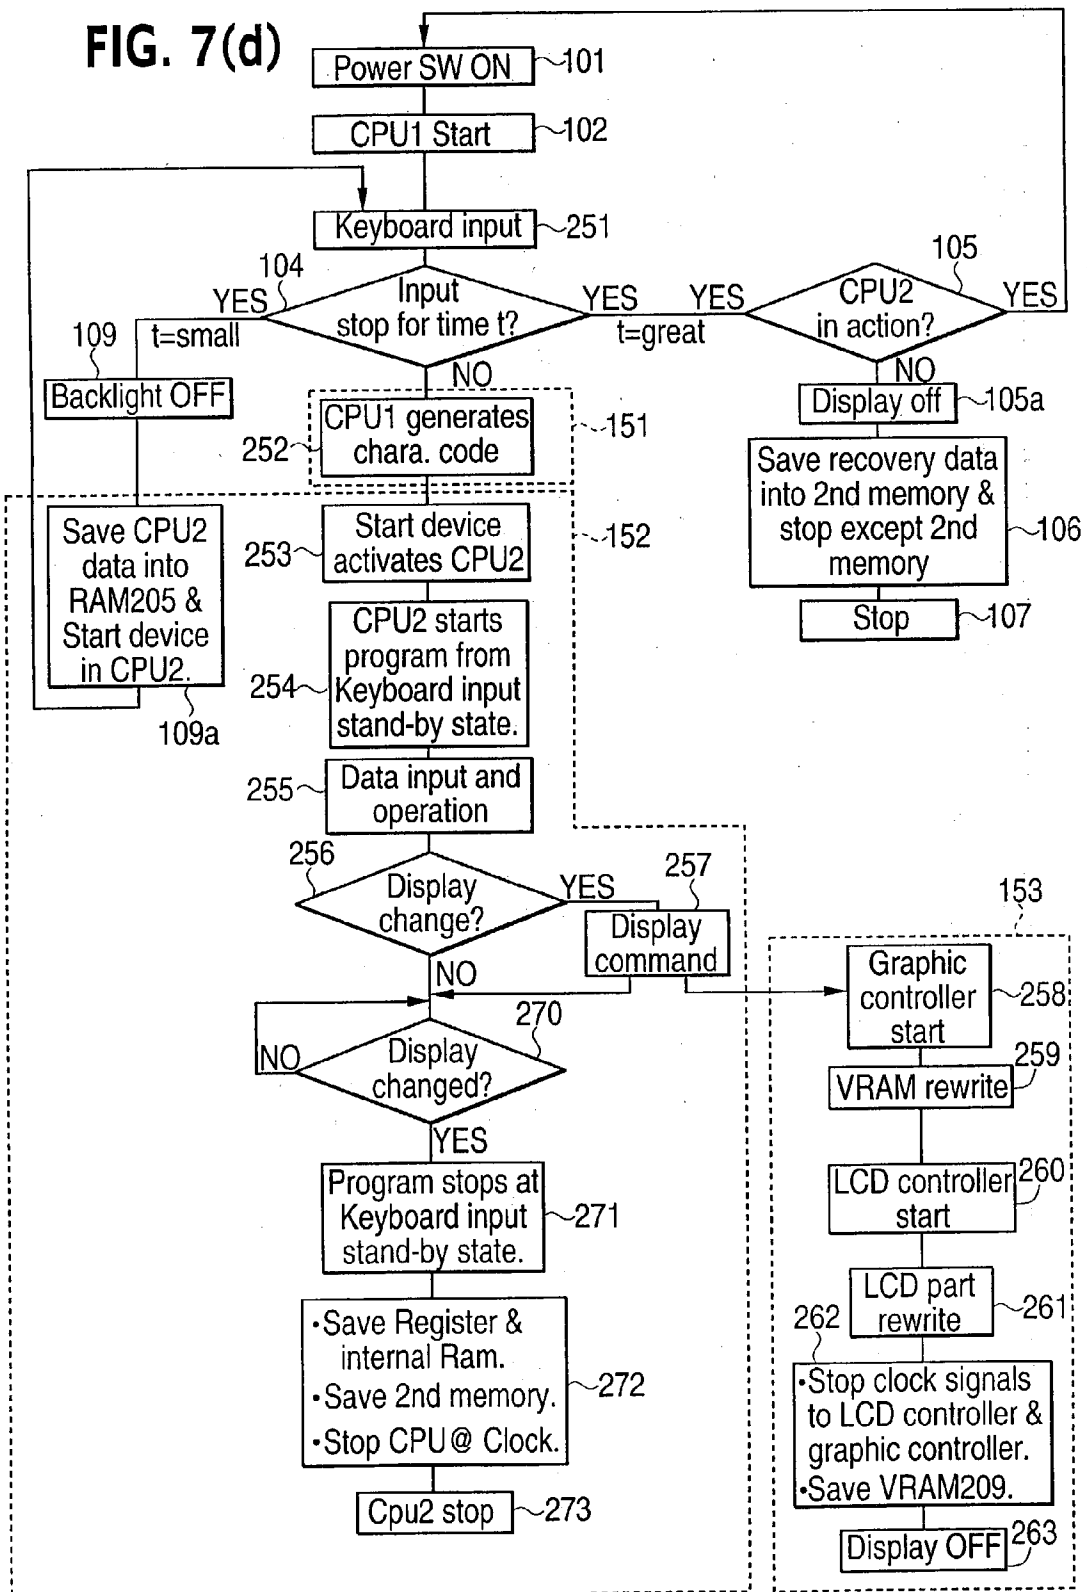 FIG. 7(d)
Power SW ON
101
CPU1 Start
102
Keyboard input
251
104
Input
stop for time t?
YES
t=small
YES
t=great
YES
105
CPU2
in action?
YES
NO
109
Backlight OFF
NO
Display off
105a
CPU1 generates
chara. code
252
151
Save recovery data
into 2nd memory &
stop except 2nd
memory
106
Stop
107
Save CPU2
data into
RAM205 &
Start device
in CPU2.
109a
Start device
activates CPU2
253
152
CPU2 starts
program from
Keyboard input
stand-by state.
254
Data input and
operation
255
256
Display
change?
YES
257
Display
command
NO
270
Display
changed?
NO
YES
Program stops at
Keyboard input
stand-by state.
271
•Save Register &
internal Ram.
•Save 2nd memory.
•Stop CPU@ Clock.
272
Cpu2 stop
273
153
Graphic
controller
start
258
259
VRAM rewrite
LCD controller
start
260
LCD part
rewrite
261
262
•Stop clock signals
to LCD controller &
graphic controller.
•Save VRAM209.
Display OFF
263